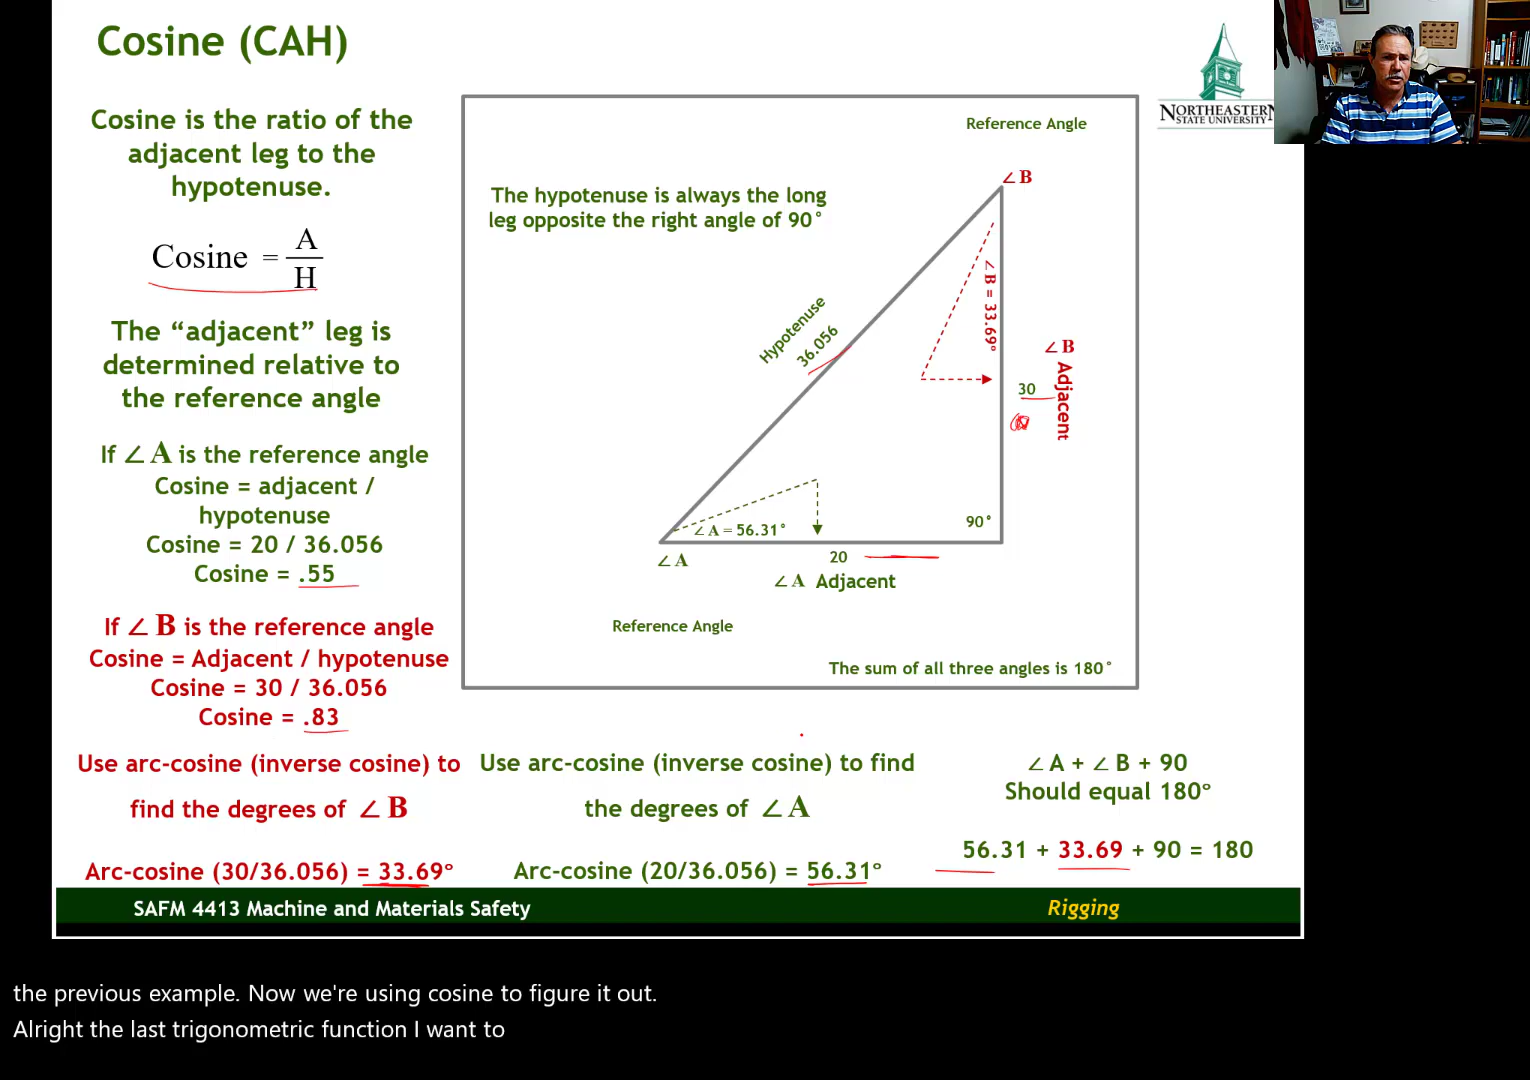 Cosine (CAH)
Cosine is the ratio of the
adjacent leg to the
hypotenuse.
Cosine = A
H
The “adjacent” leg is
determined relative to
the reference angle
If ∠ A is the reference angle
Cosine = adjacent /
hypotenuse
Cosine = 20 / 36.056
Cosine = .55
If ∠ B is the reference angle
Cosine = Adjacent / hypotenuse
Cosine = 30 / 36.056
Cosine = .83
Use arc-cosine (inverse cosine) to
find the degrees of ∠ B
Arc-cosine (30/36.056) = 33.69°
Reference Angle
∠ B
The hypotenuse is always the long
leg opposite the right angle of 90°
Hypotenuse
36.056
∠ B = 33.69°
∠ B
Adjacent
30
∠ A = 56.31°
90°
∠ A
20
∠ A Adjacent
Reference Angle
The sum of all three angles is 180°
Use arc-cosine (inverse cosine) to find
the degrees of ∠ A
Arc-cosine (20/36.056) = 56.31°
∠ A + ∠ B + 90
Should equal 180°
56.31 + 33.69 + 90 = 180
NORTHEASTERN
STATE UNIVERSITY
SAFM 4413 Machine and Materials Safety
Rigging
the previous example. Now we're using cosine to figure it out.
Alright the last trigonometric function I want to